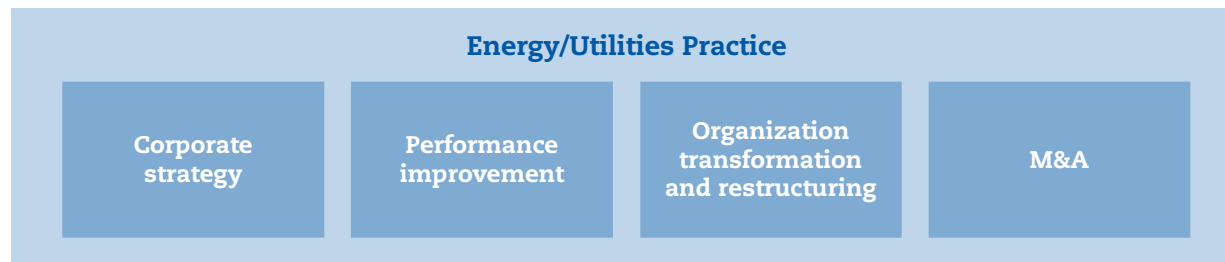 Energy/Utilities Practice
Corporate
strategy
Performance
improvement
Organization
transformation
and restructuring
M&A